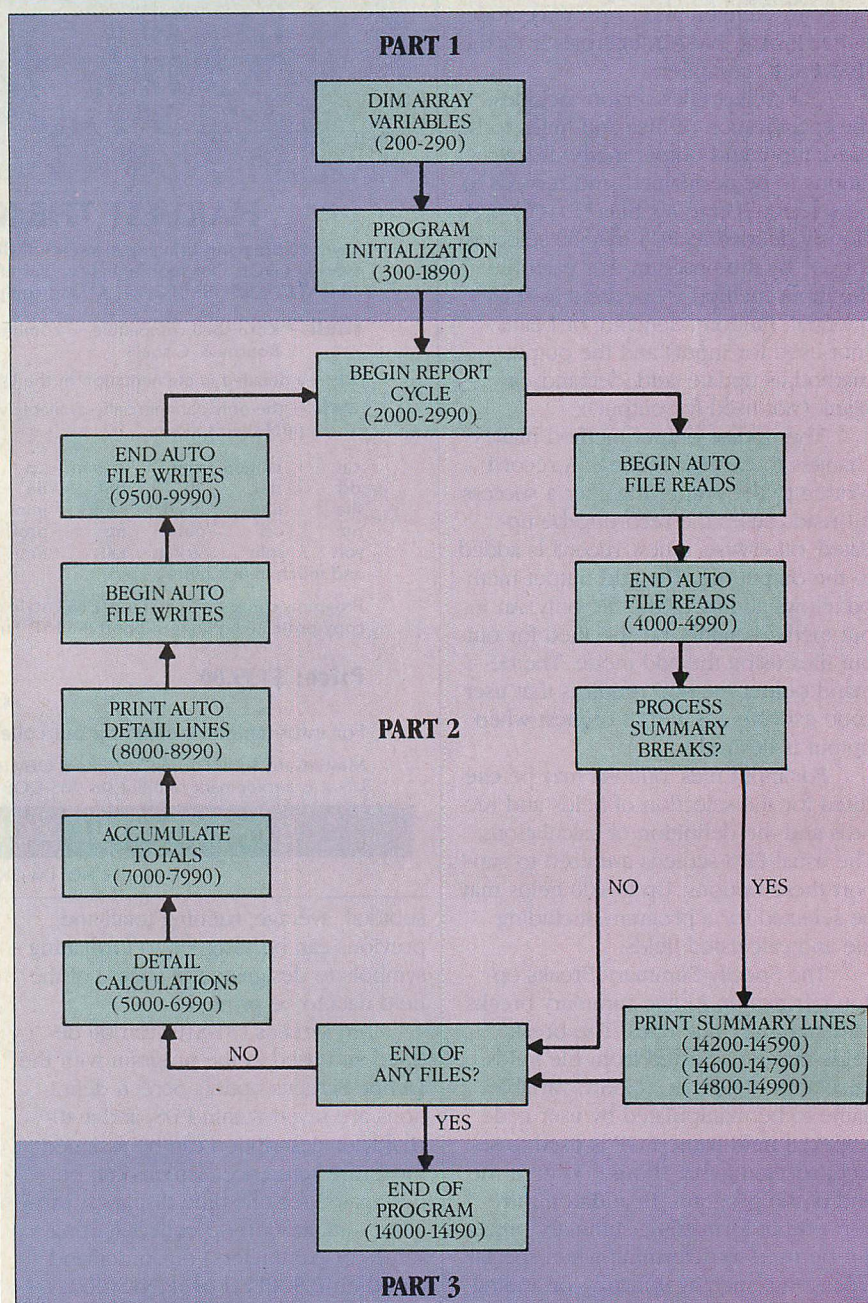 PART 1
DIM ARRAY
VARIABLES
(200-290)
PROGRAM
INITIALIZATION
(300-1890)
BEGIN REPORT
CYCLE
(2000-2990)
END AUTO
FILE WRITES
(9500-9990)
BEGIN AUTO
FILE READS
BEGIN AUTO
FILE WRITES
END AUTO
FILE READS
(4000-4990)
PRINT AUTO
DETAIL LINES
(8000-8990)
PART 2
PROCESS
SUMMARY
BREAKS?
ACCUMULATE
TOTALS
(7000-7990)
NO
YES
DETAIL
CALCULATIONS
(5000-6990)
NO
END OF
ANY FILES?
PRINT SUMMARY LINES
(14200-14590)
(14600-14790)
(14800-14990)
YES
END OF
PROGRAM
(14000-14190)
PART 3